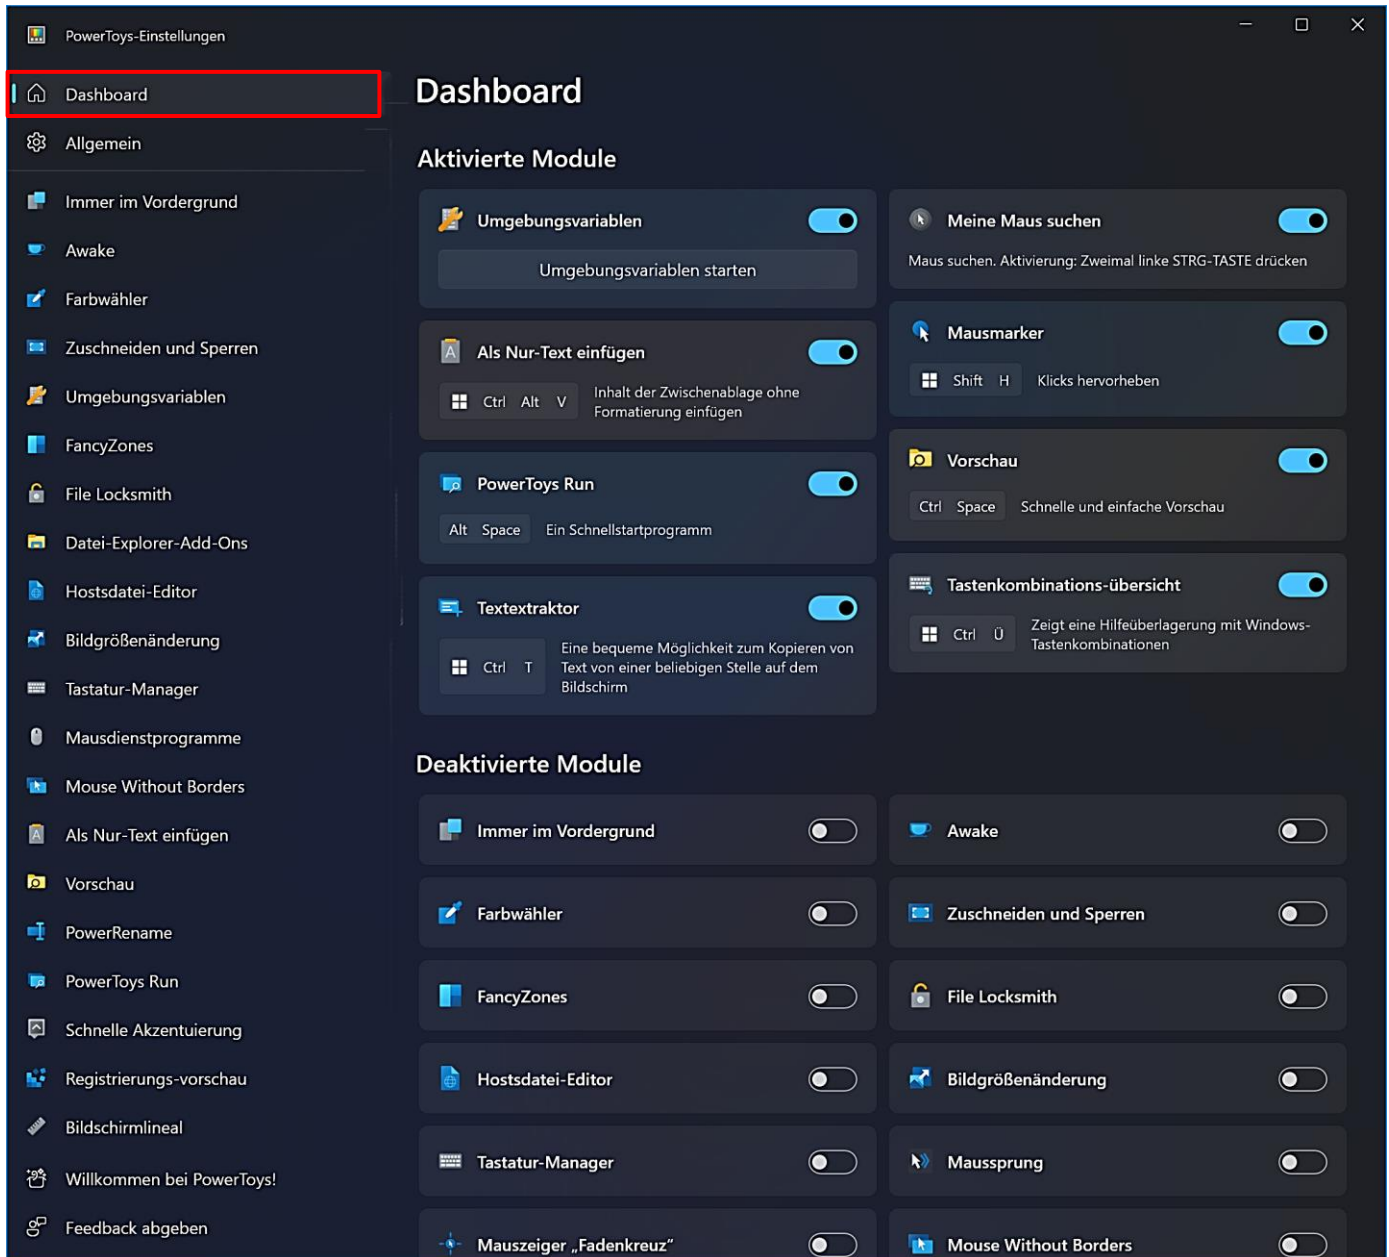 PowerToys-Einstellungen
Dashboard
Allgemein
Immer im Vordergrund
Awake
Farbwähler
Zuschneiden und Sperren
Umgebungsvariablen
FancyZones
File Locksmith
Datei-Explorer-Add-Ons
Hostsdatei-Editor
Bildgrößenänderung
Tastatur-Manager
Mausdienstprogramme
Mouse Without Borders
Als Nur-Text einfügen
Vorschau
PowerRename
PowerToys Run
Schnelle Akzentuierung
Registrierungs-vorschau
Bildschirmlineal
Willkommen bei PowerToys!
Feedback abgeben
Dashboard
Aktivierte Module
Umgebungsvariablen
Umgebungsvariablen starten
Als Nur-Text einfügen
Ctrl Alt V
Inhalt der Zwischenablage ohne
Formatierung einfügen
PowerToys Run
Alt Space Ein Schnellstartprogramm
Textextraktor
Ctrl T
Eine bequeme Möglichkeit zum Kopieren von
Text von einer beliebigen Stelle auf dem
Bildschirm
Meine Maus suchen
Maus suchen. Aktivierung: Zweimal linke STRG-TASTE drücken
Mausmarker
Shift H Klicks hervorheben
Vorschau
Ctrl Space Schnelle und einfache Vorschau
Tastenkombinations-übersicht
Ctrl Ü
Zeigt eine Hilfeüberlagerung mit Windows-
Tastenkombinationen
Deaktivierte Module
Immer im Vordergrund
Awake
Farbwähler
Zuschneiden und Sperren
FancyZones
File Locksmith
Hostsdatei-Editor
Bildgrößenänderung
Tastatur-Manager
Maussprung
Mauszeiger „Fadenkreuz“
Mouse Without Borders